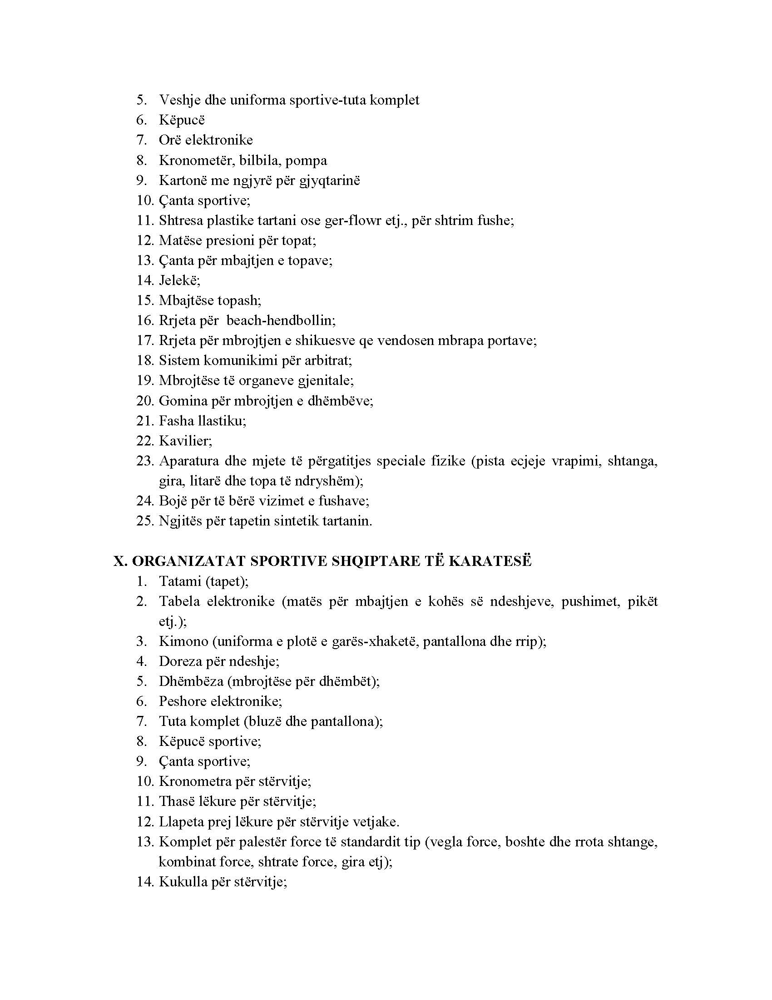 5. Veshje dhe uniforma sportive-tuta komplet
6. Këpucë
7. Orë elektronike
8. Kronometër, bilbila, pompa
9. Kartonë me ngjyrë për gjyqtarinë
10. Çanta sportive;
11. Shtresa plastike tartani ose ger-flowr etj., për shtrim fushe;
12. Matëse presioni për topat;
13. Çanta për mbajtjen e topave;
14. Jelekë;
15. Mbajtëse topash;
16. Rrjeta për  beach-hendbollin;
17. Rrjeta për mbrojtjen e shikuesve qe vendosen mbrapa portave;
18. Sistem komunikimi për arbitrat;
19. Mbrojtëse të organeve gjenitale;
20. Gomina për mbrojtjen e dhëmbëve;
21. Fasha llastiku;
22. Kavilier;
23. Aparatura dhe mjete të përgatitjes speciale fizike (pista ecjeje vrapimi, shtanga,
gira, litarë dhe topa të ndryshëm);
24. Bojë për të bërë vizimet e fushave;
25. Ngjitës për tapetin sintetik tartanin.
X. ORGANIZATAT SPORTIVE SHQIPTARE TË KARATESË
1. Tatami (tapet);
2. Tabela elektronike (matës për mbajtjen e kohës së ndeshjeve, pushimet, pikët
etj.);
3. Kimono (uniforma e plotë e garës-xhaketë, pantallona dhe rrip);
4. Doreza për ndeshje;
5. Dhëmbëza (mbrojtëse për dhëmbët);
6. Peshore elektronike;
7. Tuta komplet (bluzë dhe pantallona);
8. Këpucë sportive;
9. Çanta sportive;
10. Kronometra për stërvitje;
11. Thasë lëkure për stërvitje;
12. Llapeta prej lëkure për stërvitje vetjake.
13. Komplet për palestër force të standardit tip (vegla force, boshte dhe rrota shtange,
kombinat force, shtrate force, gira etj);
14. Kukulla për stërvitje;